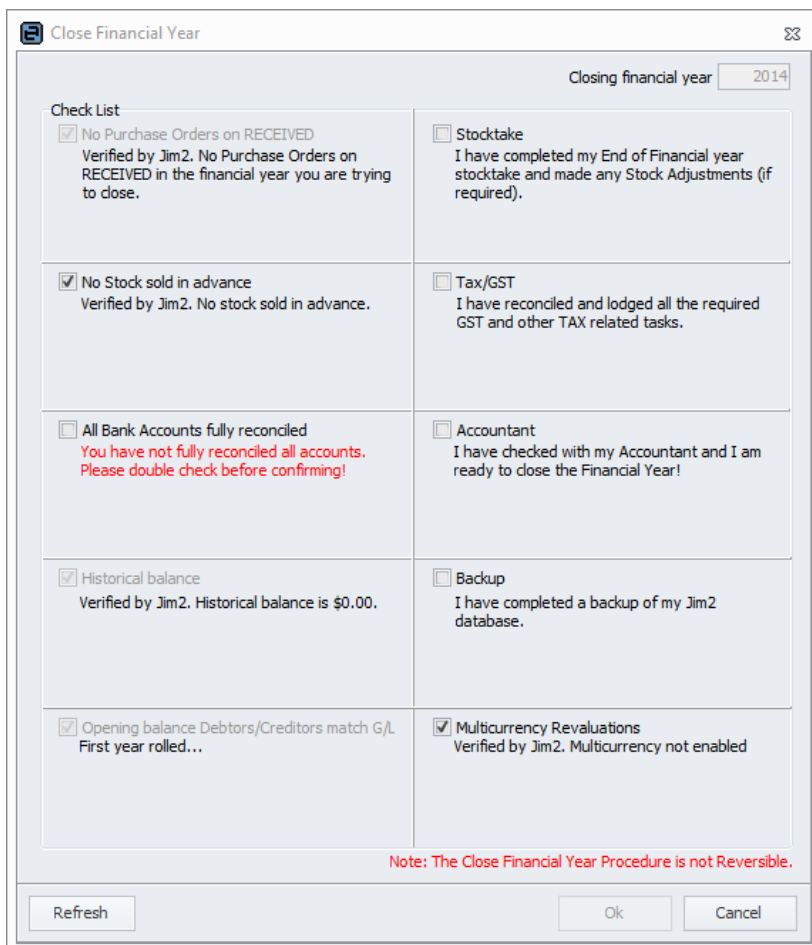 Close Financial Year
Closing financial year 2014
Check List
No Purchase Orders on RECEIVED
Verified by Jim2. No Purchase Orders on
RECEIVED in the financial year you are trying
to close.
Stocktake
I have completed my End of Financial year
stocktake and made any Stock Adjustments (if
required).
No Stock sold in advance
Verified by Jim2. No stock sold in advance.
Tax/GST
I have reconciled and lodged all the required
GST and other TAX related tasks.
All Bank Accounts fully reconciled
You have not fully reconciled all accounts.
Please double check before confirming!
Accountant
I have checked with my Accountant and I am
ready to close the Financial Year!
Historical balance
Verified by Jim2. Historical balance is $0.00.
Backup
I have completed a backup of my Jim2
database.
Opening balance Debtors/Creditors match G/L
First year rolled...
Multicurrency Revaluations
Verified by Jim2. Multicurrency not enabled
Note: The Close Financial Year Procedure is not Reversible.
Refresh
Ok
Cancel